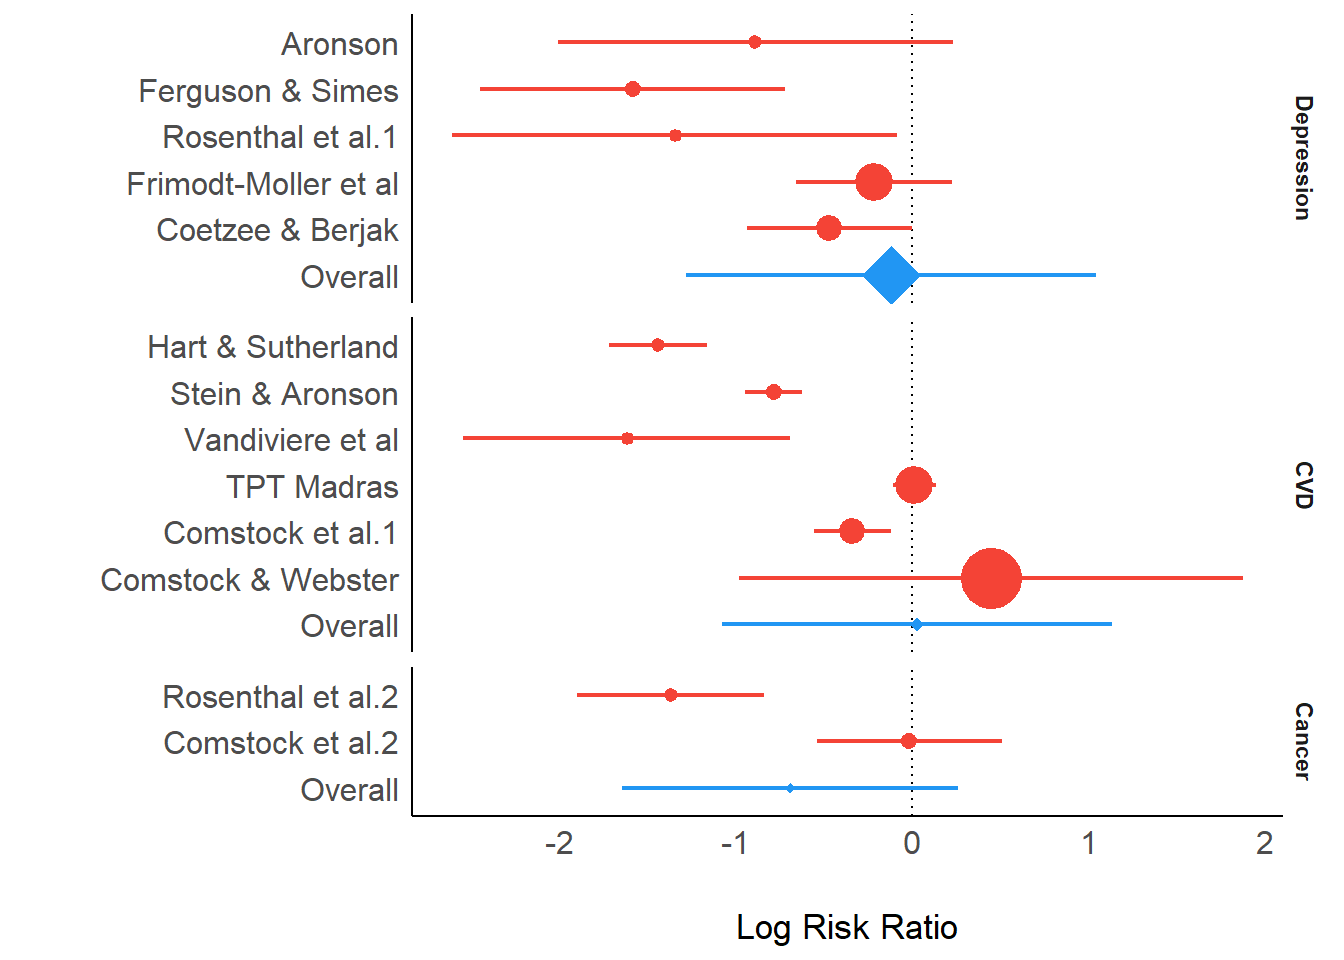 Aronson
Ferguson & Simes
Rosenthal et al.1
Frimodt-Moller et al
Coetzee & Berjak
Overall
Depression
Hart & Sutherland
Stein & Aronson
Vandiviere et al
TPT Madras
Comstock et al.1
Comstock & Webster
Overall
CVD
Rosenthal et al.2
Comstock et al.2
Overall
Cancer
-2 -1 0 1 2
Log Risk Ratio